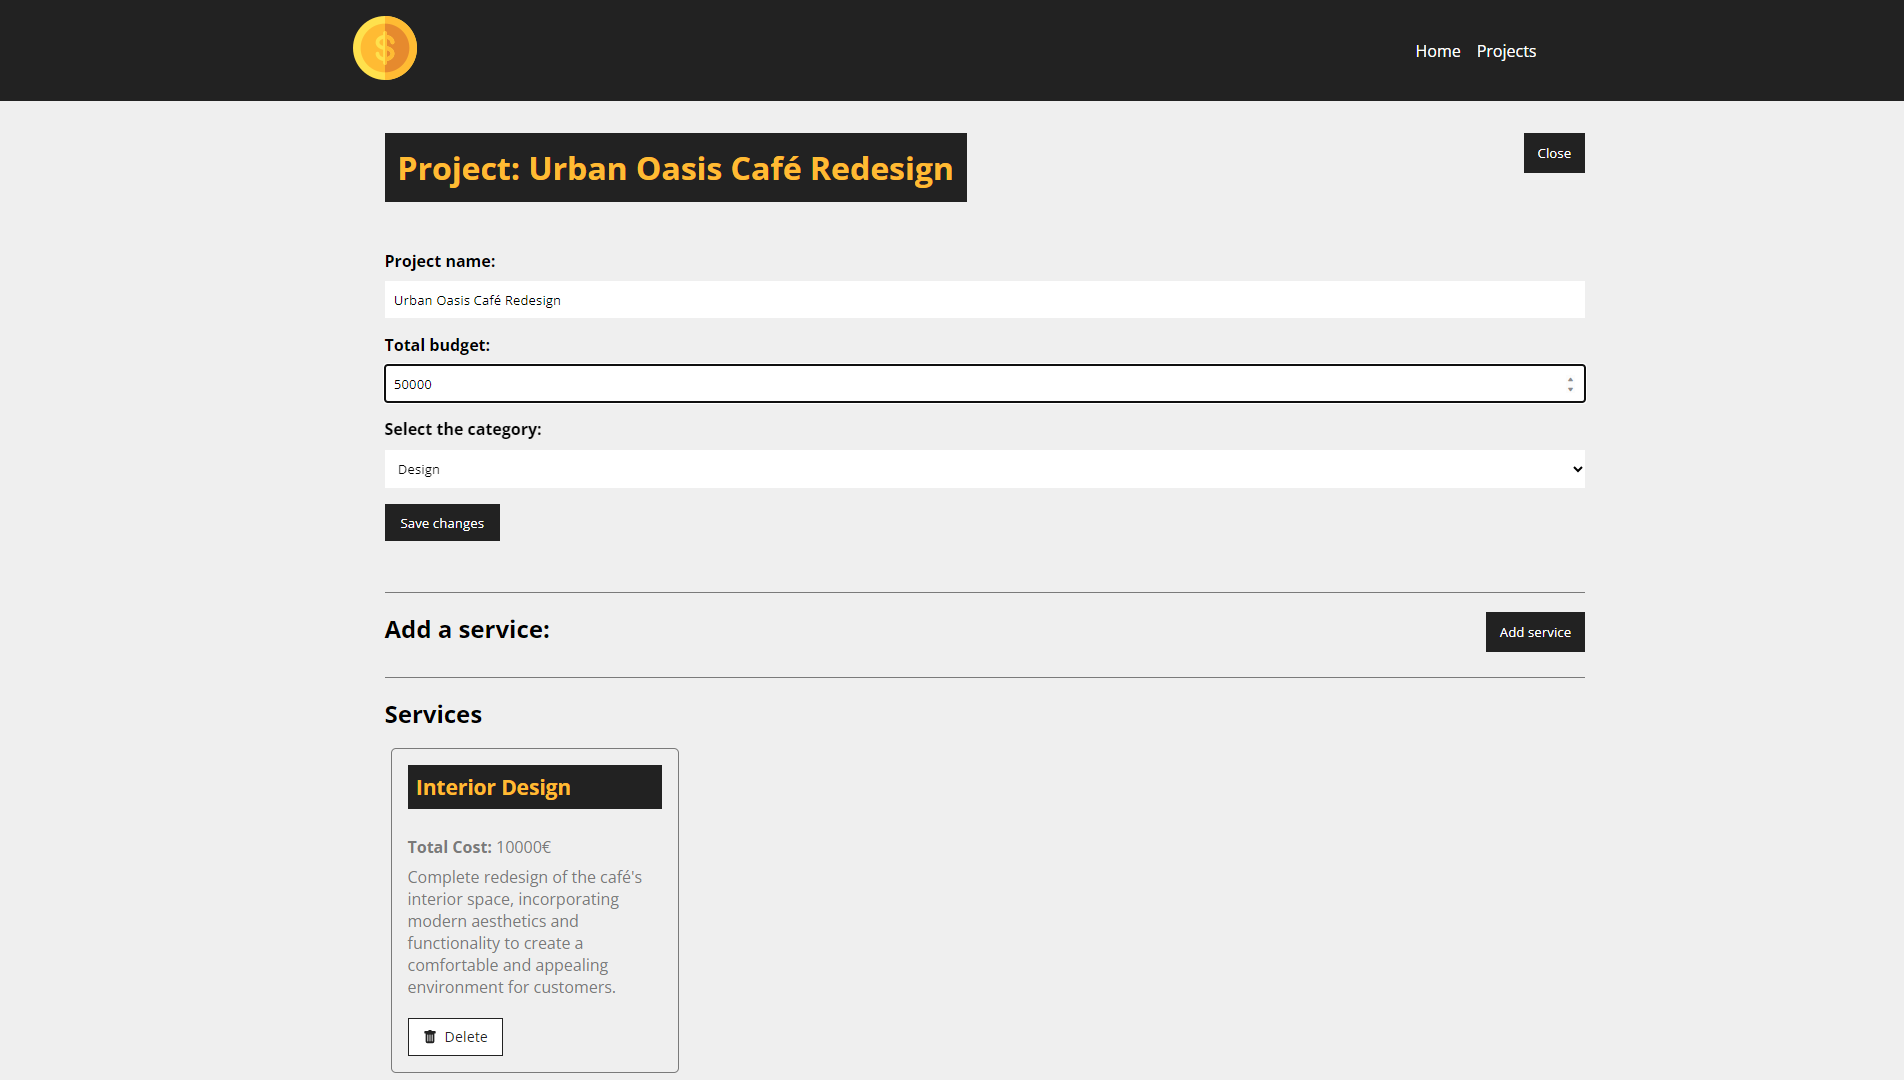 $
Home Projects
Project: Urban Oasis Café Redesign
Close
Project name:
Urban Oasis Café Redesign
Total budget:
50000
Select the category:
Design
Save changes
Add a service:
Add service
Services
Interior Design
Total Cost: 10000€
Complete redesign of the café's
interior space, incorporating
modern aesthetics and
functionality to create a
comfortable and appealing
environment for customers.
Delete